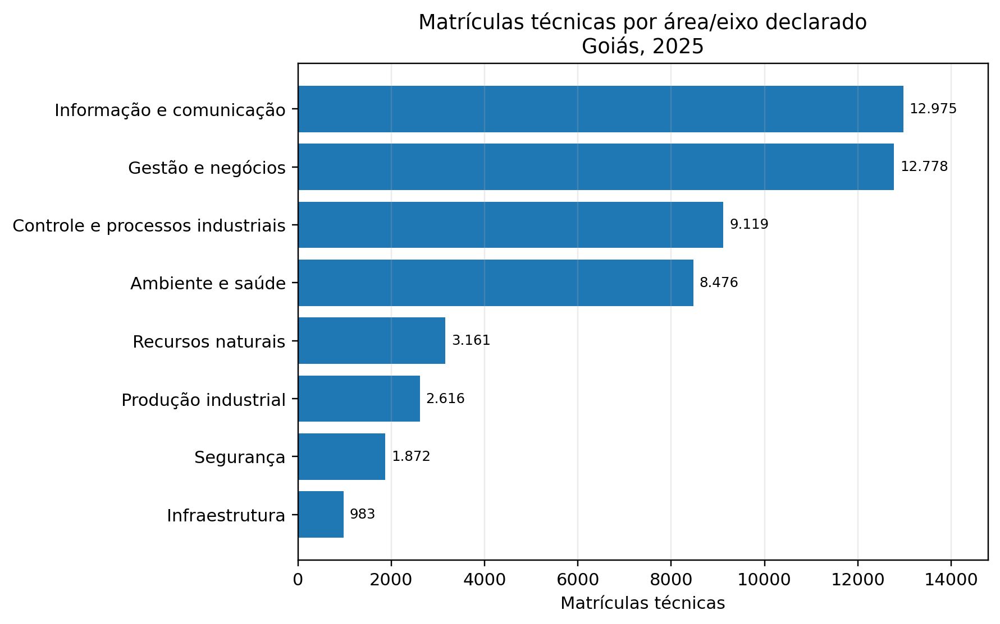 Matrículas técnicas por área/eixo declarado
Goiás, 2025
Informação e comunicação
12.975
Gestão e negócios
12.778
Controle e processos industriais
9.119
Ambiente e saúde
8.476
Recursos naturais
3.161
Produção industrial
2.616
Segurança
1.872
Infraestrutura
983
0 2000 4000 6000 8000 10000 12000 14000
Matrículas técnicas